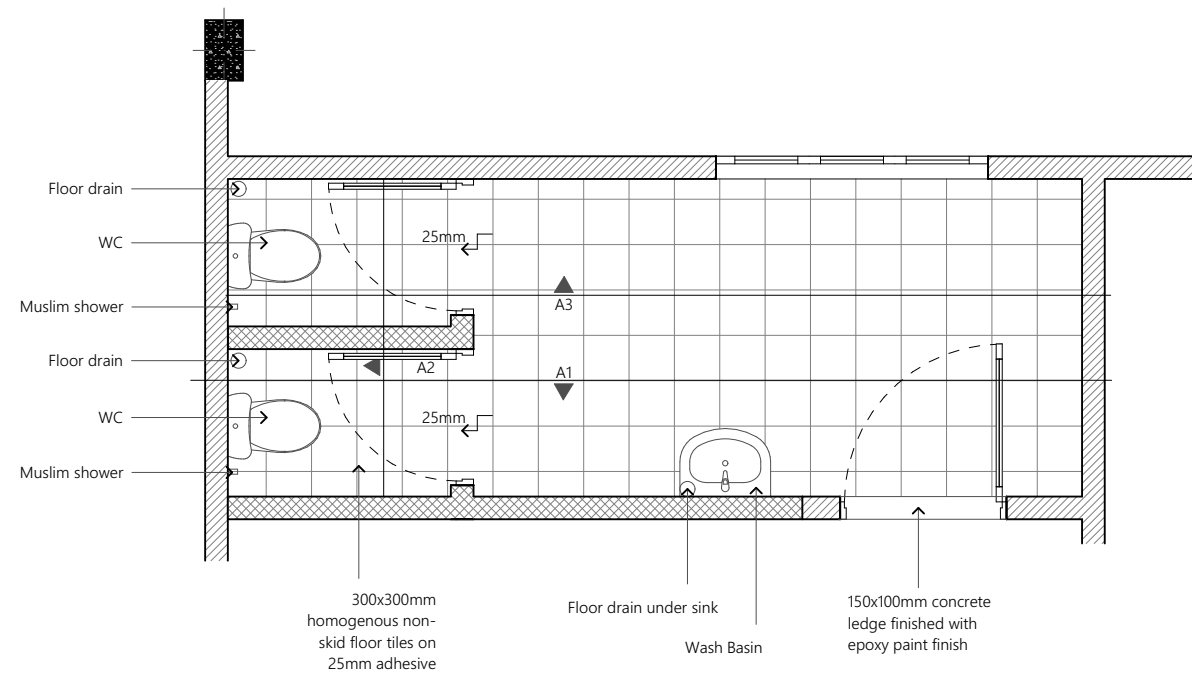 Floor drain
WC
25mm
A3
Muslim shower
Floor drain
A2
A1
WC
25mm
Muslim shower
300x300mm
homogenous non-
skid floor tiles on
25mm adhesive
Floor drain under sink
Wash Basin
150x100mm concrete
ledge finished with
epoxy paint finish